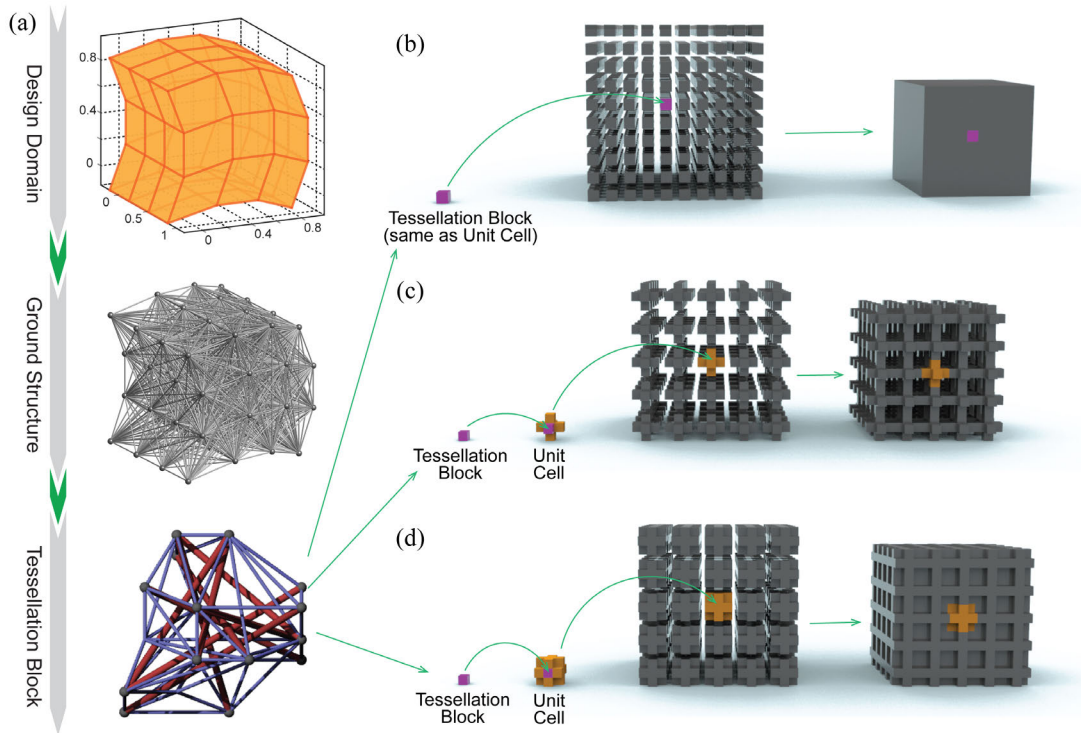 (a)
Design Domain
0.8
0.4
0
0
0.5
1
0
0.4
0.8
Ground Structure
Tessellation Block
(b)
Tessellation Block
(same as Unit Cell)
(c)
Tessellation
Block
Unit
Cell
(d)
Tessellation
Block
Unit
Cell